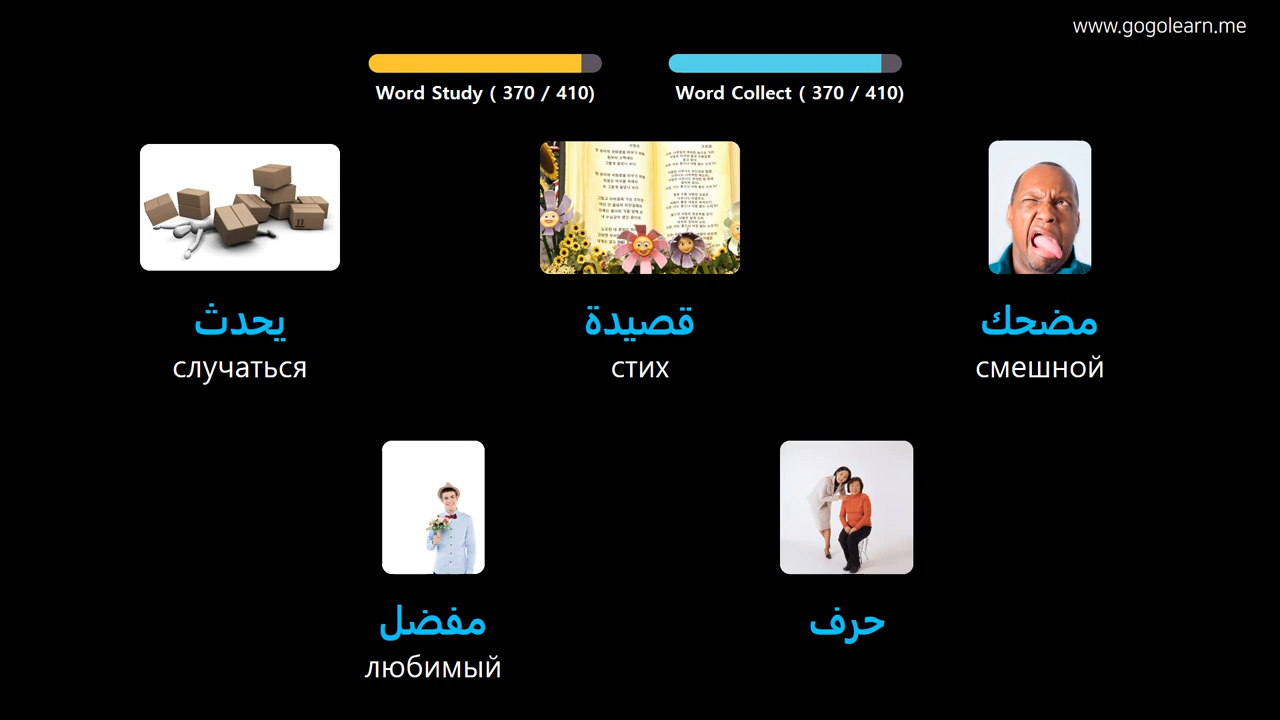 www.gogolearn.me
Word Study ( 370 / 410)
Word Collect ( 370 / 410)
يحدث
случаться
قصيدة
стих
مضحك
смешной
مفضل
любимый
حرف